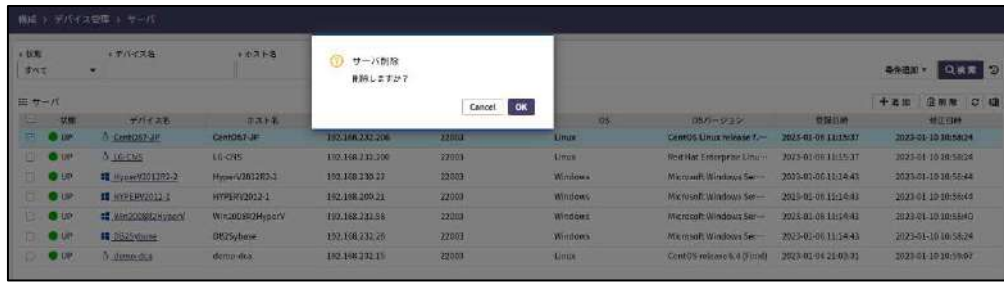 構成 › デバイス管理 › サーバ
状態 デバイス名 ホスト名
すべて
条件追加 検索
サーバ削除
削除しますか?
Cancel OK
サーバ
追加 削除
状態 デバイス名 ホスト名 OS OSバージョン 登録日時 修正日時
UP CentOS7-JP CentOS7-JP 192.168.232.206 22003 Linux CentOS Linux release 7.··· 2023-01-06 11:15:37 2023-01-10 10:58:24
UP LG-CNS LG-CNS 192.168.232.200 22003 Linux Red Hat Enterprise Linu··· 2023-01-06 11:15:37 2023-01-10 10:58:24
UP HyperV2012R2-2 HyperV2012R2-2 192.168.230.22 22003 Windows Microsoft Windows Ser··· 2023-01-06 11:14:43 2023-01-10 10:58:44
UP HYPERV2012-1 HYPERV2012-1 192.168.200.21 22003 Windows Microsoft Windows Ser··· 2023-01-06 11:14:43 2023-01-10 10:58:44
UP Win2008R2HyperV Win2008R2HyperV 192.168.232.58 22003 Windows Microsoft Windows Ser··· 2023-01-06 11:14:43
UP DB2Sybase DB2Sybase 192.168.232.26 22003 Windows Microsoft Windows Ser··· 2023-01-06 11:14:43 2023-01-10 10:58:24
UP demo-dca demo-dca 192.168.232.15 22003 Linux CentOS release 6.4 (Final) 2023-01-04 21:03:31 2023-01-10 10:59:07